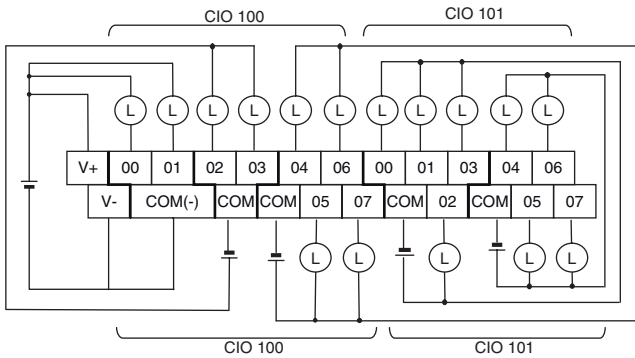 CIO 100 CIO 101
L L L L L L L L L L L
V+ 00 01 02 03 04 06 00 01 03 04 06
V- COM(-) COM COM 05 07 COM 02 COM 05 07
L L L L L
CIO 100 CIO 101